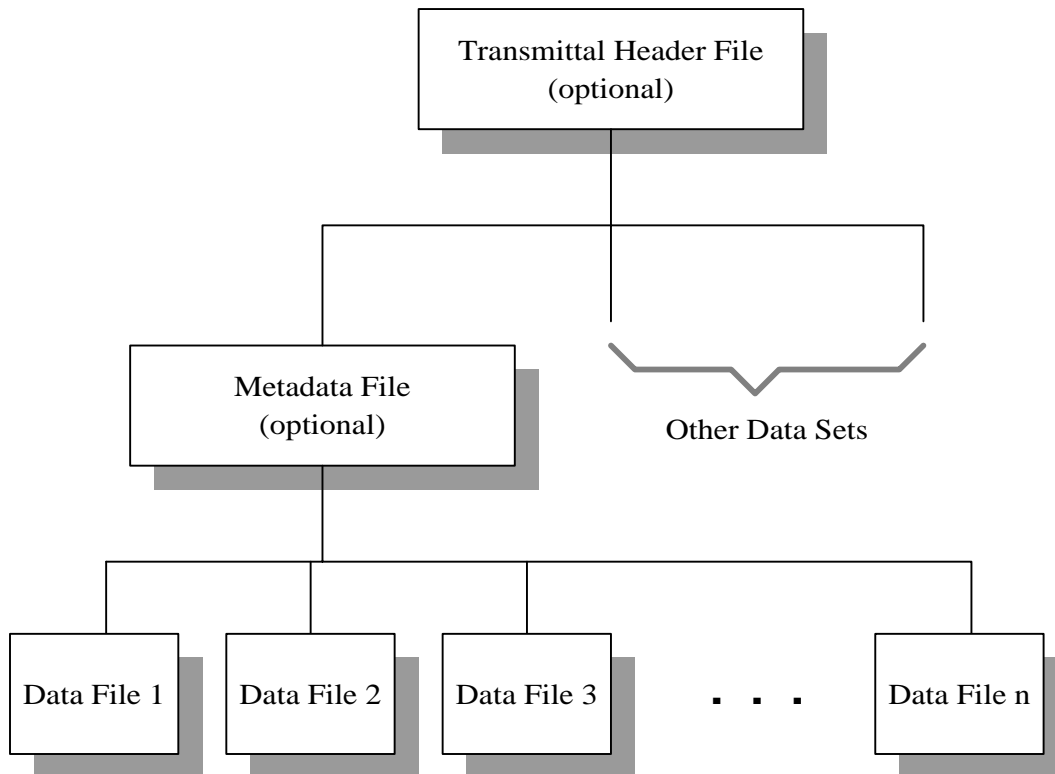 Transmittal Header File
(optional)
Metadata File
(optional)
Other Data Sets
Data File 1
Data File 2
Data File 3
. . .
Data File n